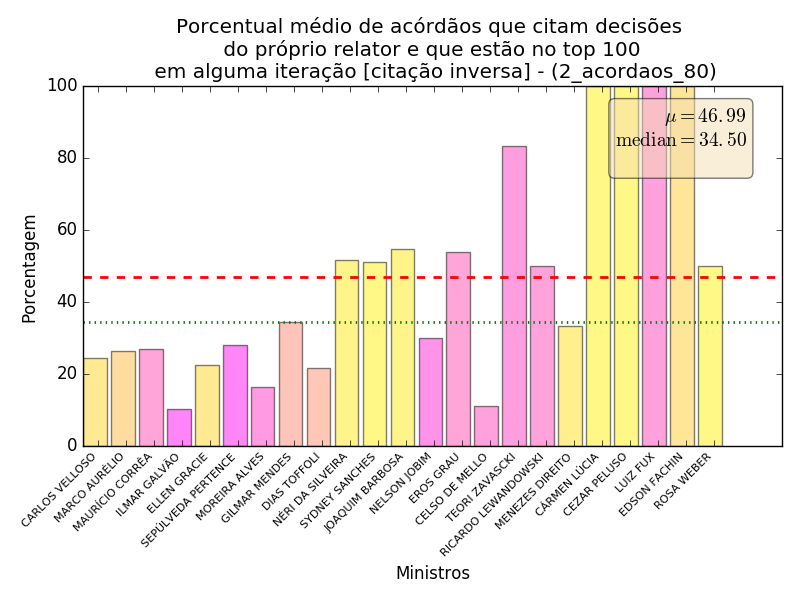 Porcentual médio de acórdãos que citam decisões
do próprio relator e que estão no top 100
em alguma iteração [citação inversa] - (2_acordaos_80)
100
80
60
40
20
0
Porcentagem
μ = 46.99
median = 34.50
CARLOS VELLOSO
MARCO AURÉLIO
MAURÍCIO CORRÊA
ILMAR GALVÃO
ELLEN GRACIE
SEPÚLVEDA PERTENCE
MOREIRA ALVES
GILMAR MENDES
DIAS TOFFOLI
NÉRI DA SILVEIRA
SYDNEY SANCHES
JOAQUIM BARBOSA
NELSON JOBIM
EROS GRAU
CELSO DE MELLO
TEORI ZAVASCKI
RICARDO LEWANDOWSKI
MENEZES DIREITO
CÁRMEN LÚCIA
CEZAR PELUSO
LUIZ FUX
EDSON FACHIN
ROSA WEBER
Ministros